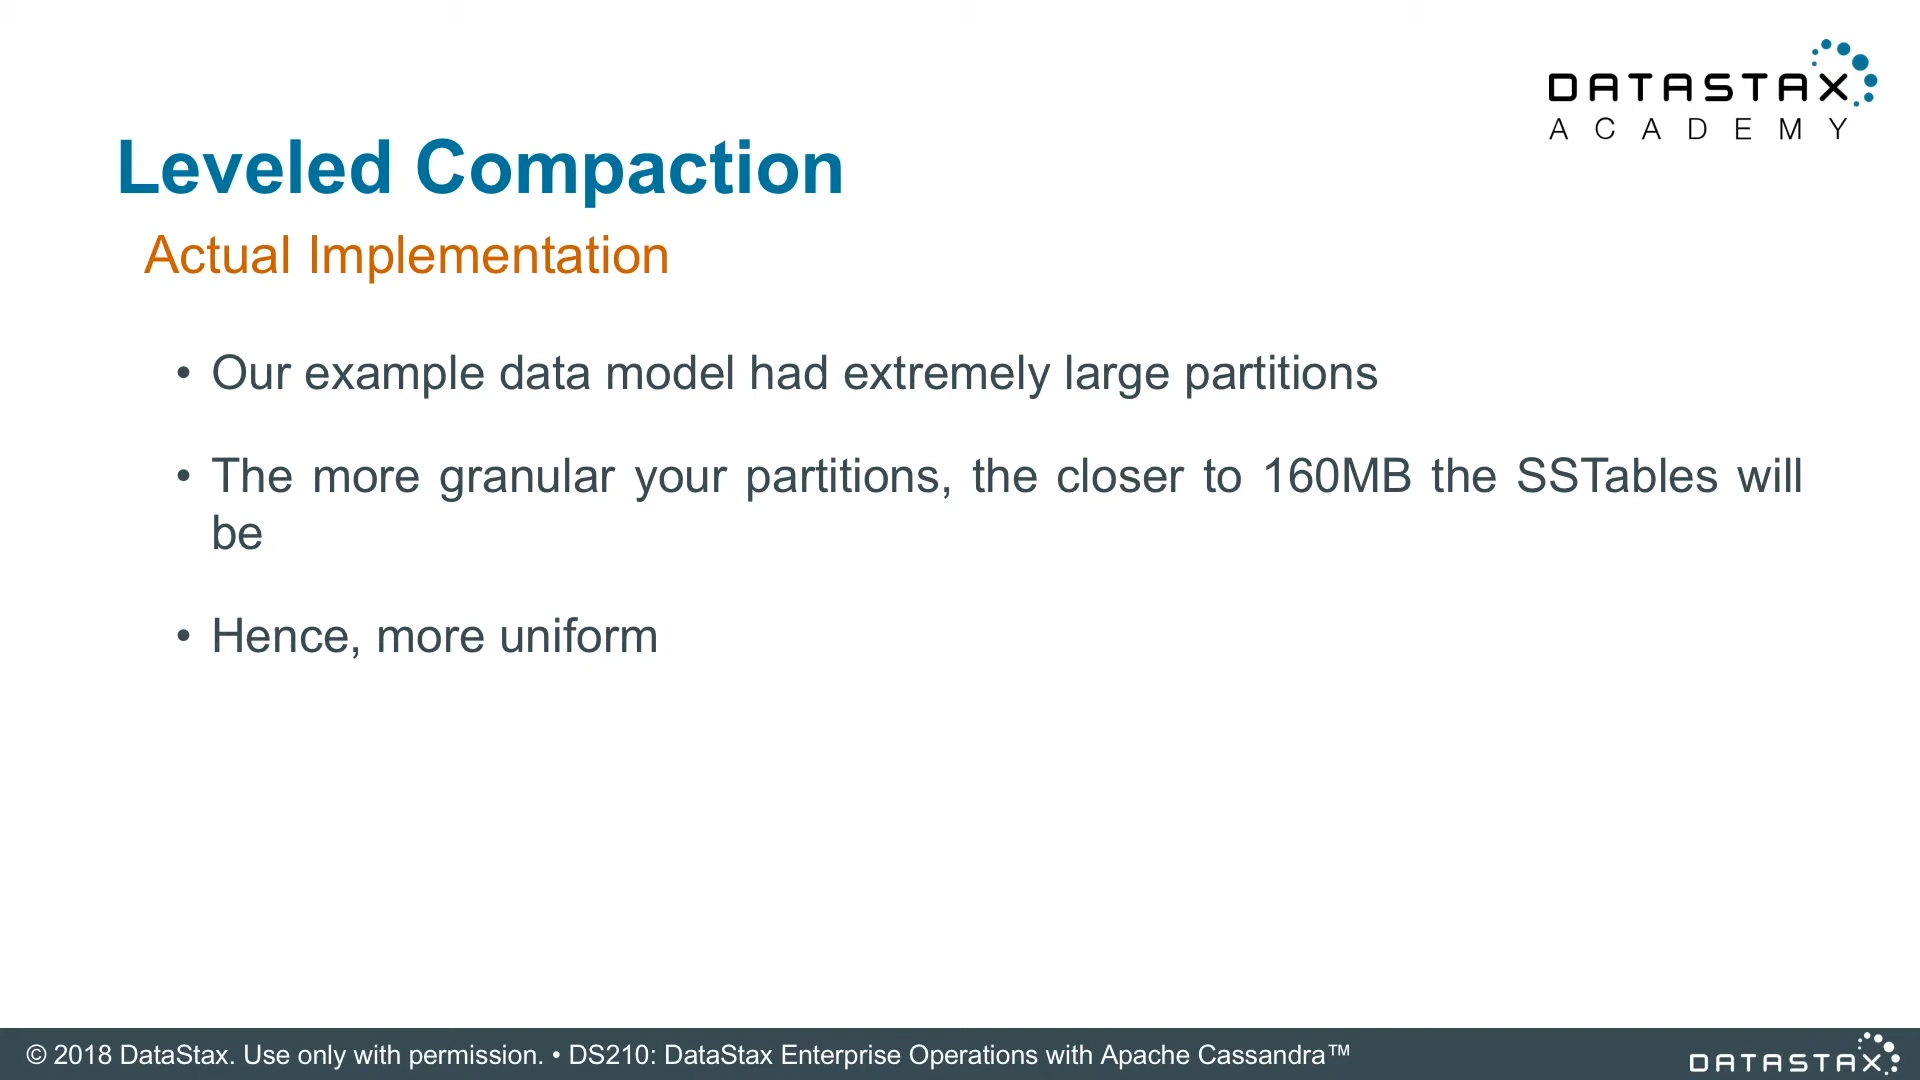 DATASTAX
ACADEMY
Leveled Compaction
Actual Implementation
• Our example data model had extremely large partitions
• The more granular your partitions, the closer to 160MB the SSTables will
be
• Hence, more uniform
© 2018 DataStax. Use only with permission. • DS210: DataStax Enterprise Operations with Apache Cassandra™
DATASTAX